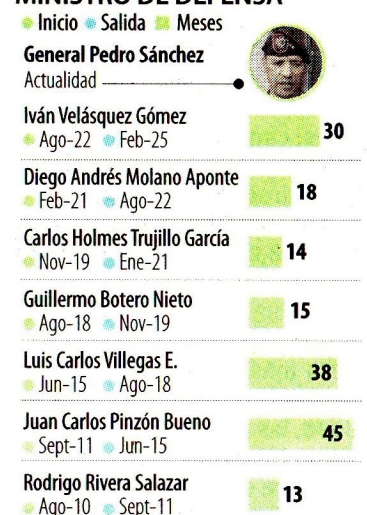 MINISTRO DE DEFENSA
Inicio Salida Meses
General Pedro Sánchez
Actualidad
Iván Velásquez Gómez
Ago-22 Feb-25
30
Diego Andrés Molano Aponte
Feb-21 Ago-22
18
Carlos Holmes Trujillo García
Nov-19 Ene-21
14
Guillermo Botero Nieto
Ago-18 Nov-19
15
Luis Carlos Villegas E.
Jun-15 Ago-18
38
Juan Carlos Pinzón Bueno
Sept-11 Jun-15
45
Rodrigo Rivera Salazar
Ago-10 Sept-11
13